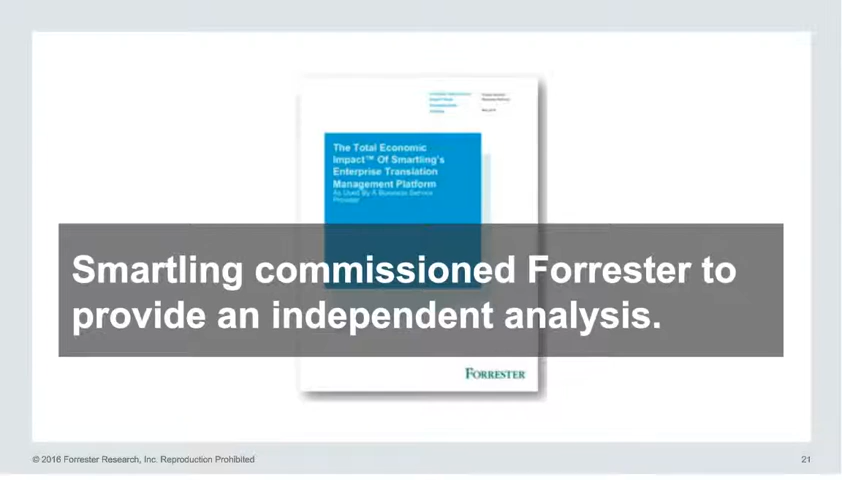 The Total Economic
Impact™ Of Smartling's
Enterprise Translation
Management Platform
As Used By A Business Service
Provider
Smartling commissioned Forrester to
provide an independent analysis.
FORRESTER
© 2016 Forrester Research, Inc. Reproduction Prohibited
21